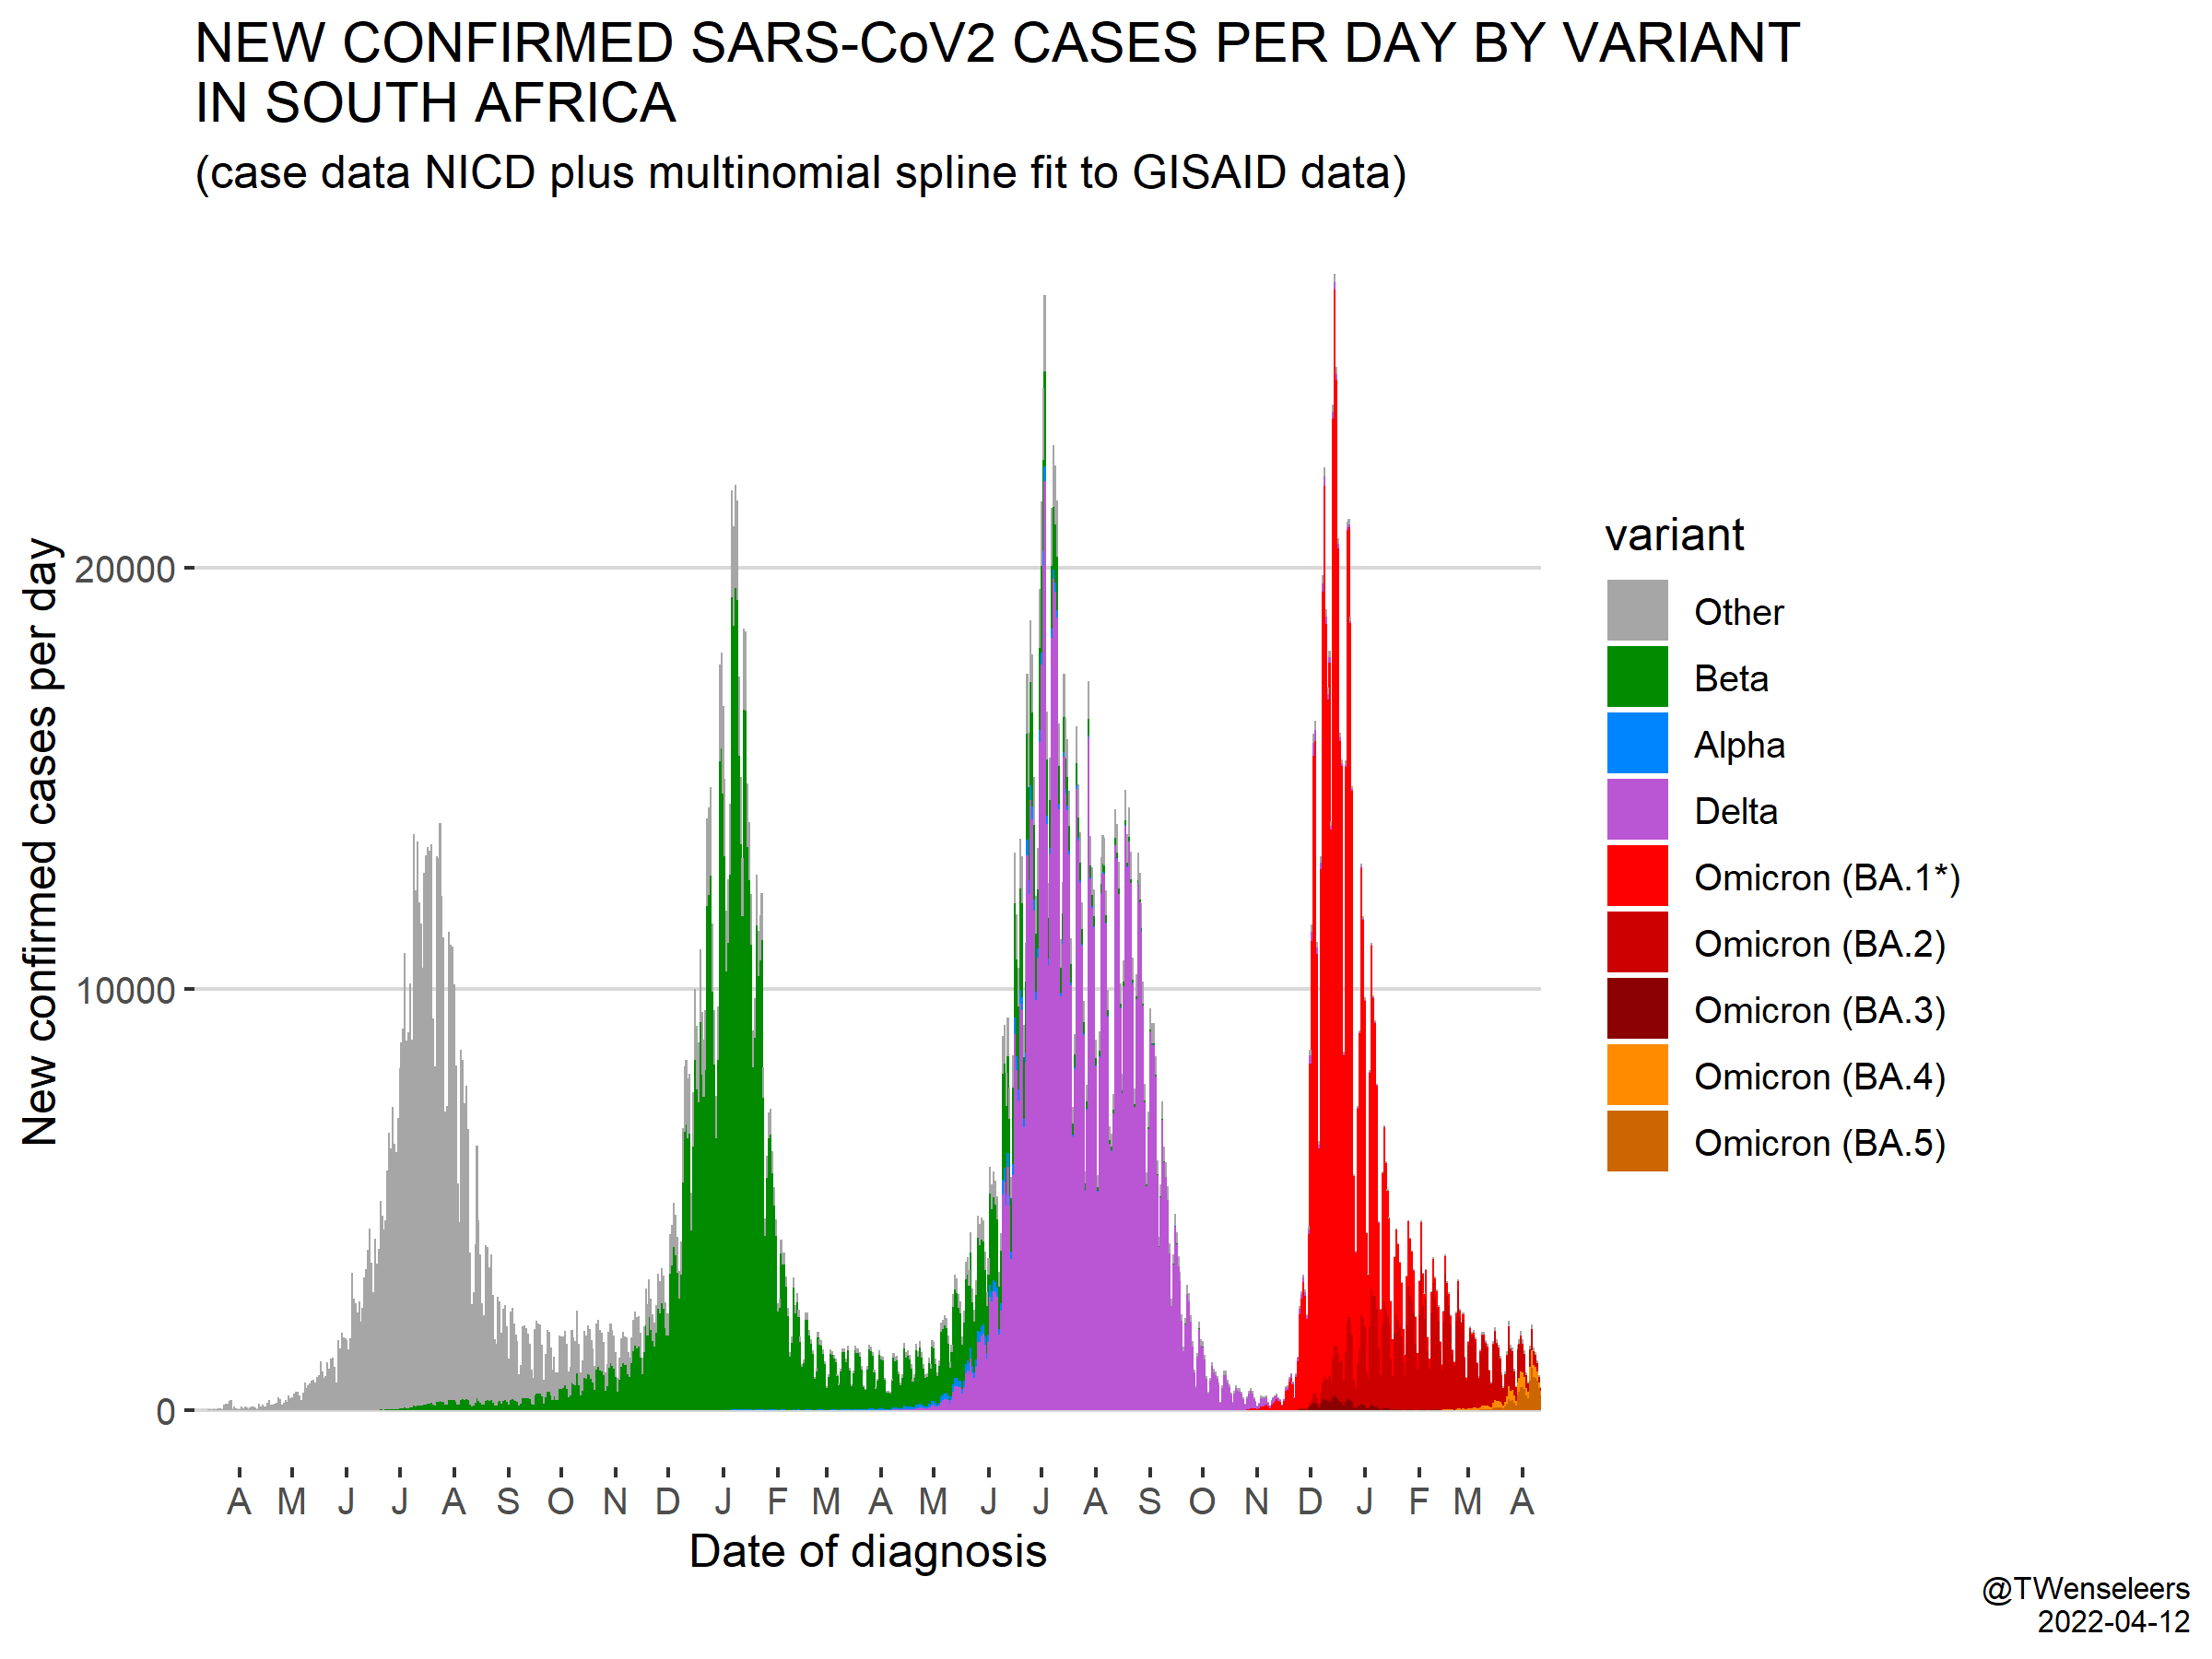 NEW CONFIRMED SARS-CoV2 CASES PER DAY BY VARIANT
IN SOUTH AFRICA
(case data NICD plus multinomial spline fit to GISAID data)
New confirmed cases per day
20000
10000
0
A M J J A S O N D J F M A M J J A S O N D J F M A
Date of diagnosis
variant
Other
Beta
Alpha
Delta
Omicron (BA.1*)
Omicron (BA.2)
Omicron (BA.3)
Omicron (BA.4)
Omicron (BA.5)
@TWenseleers
2022-04-12